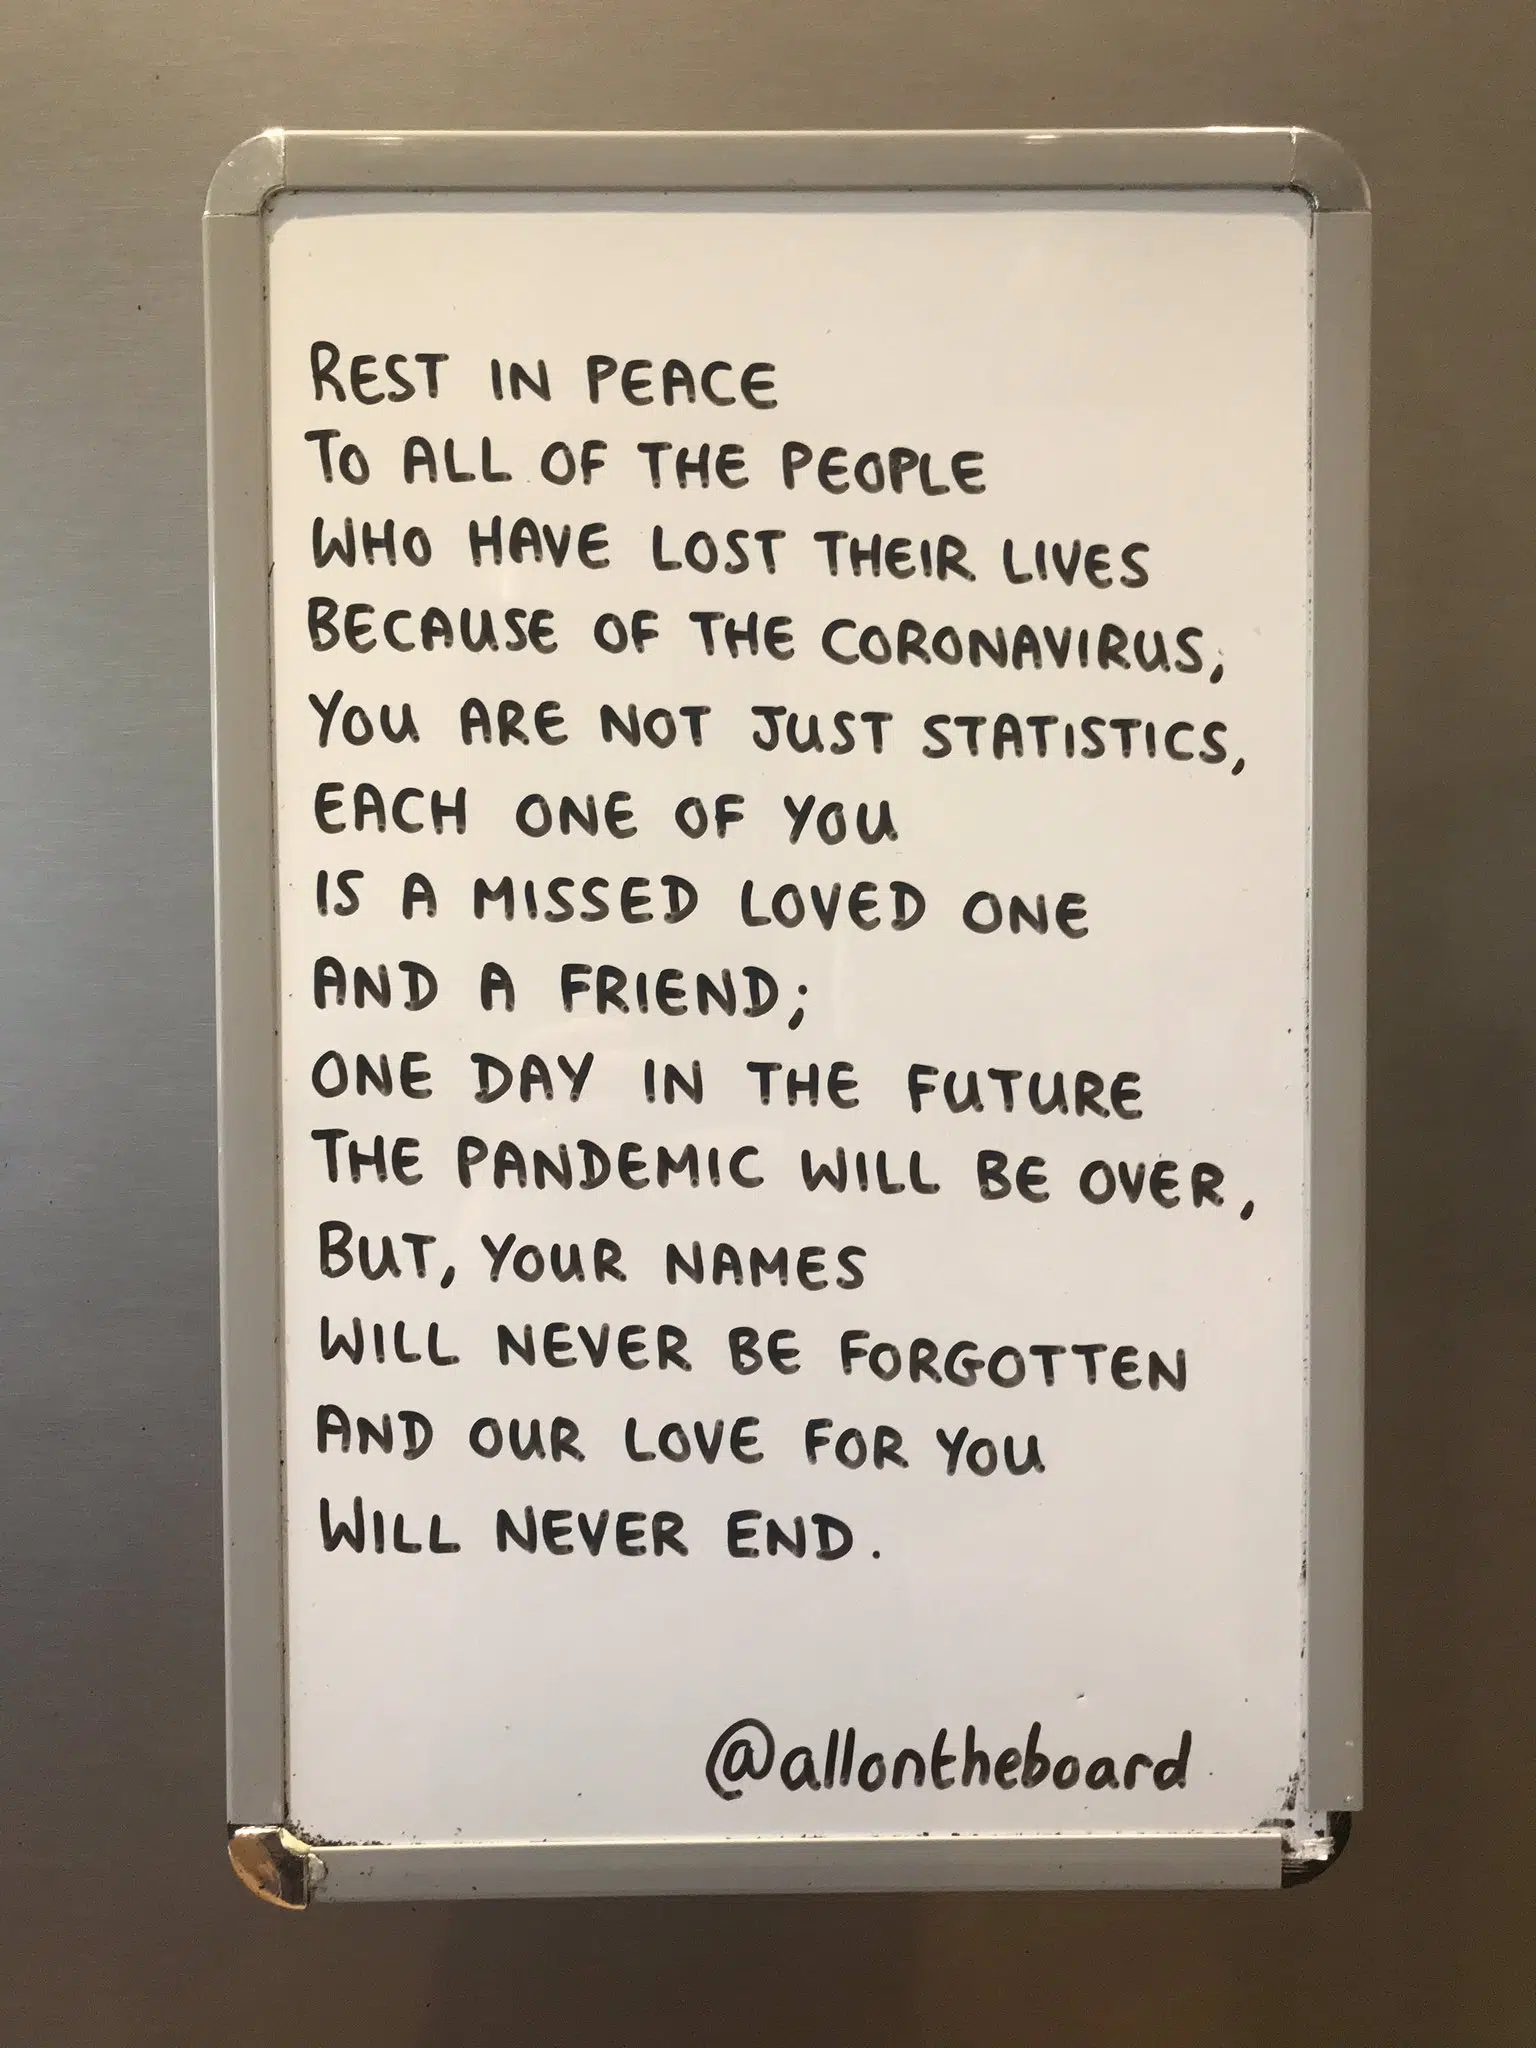 REST IN PEACE
TO ALL OF THE PEOPLE
WHO HAVE LOST THEIR LIVES
BECAUSE OF THE CORONAVIRUS,
YOU ARE NOT JUST STATISTICS,
EACH ONE OF YOU
IS A MISSED LOVED ONE
AND A FRIEND;
ONE DAY IN THE FUTURE
THE PANDEMIC WILL BE OVER,
BUT, YOUR NAMES
WILL NEVER BE FORGOTTEN
AND OUR LOVE FOR YOU
WILL NEVER END.
@allontheboard